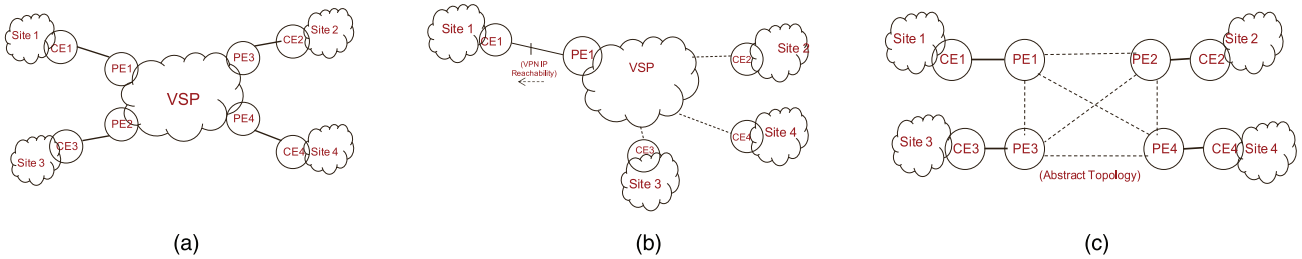 Site 1
CE1
PE1
VSP
PE3
CE2
Site 2
PE2
PE4
CE3
Site 3
CE4
Site 4
(a)
Site 1
CE1
(VPN IP
Reachability)
PE1
VSP
CE2
Site 2
CE4
Site 4
CE3
Site 3
(b)
Site 1
CE1
PE1
PE2
CE2
Site 2
Site 3
CE3
PE3
PE4
CE4
Site 4
(Abstract Topology)
(c)